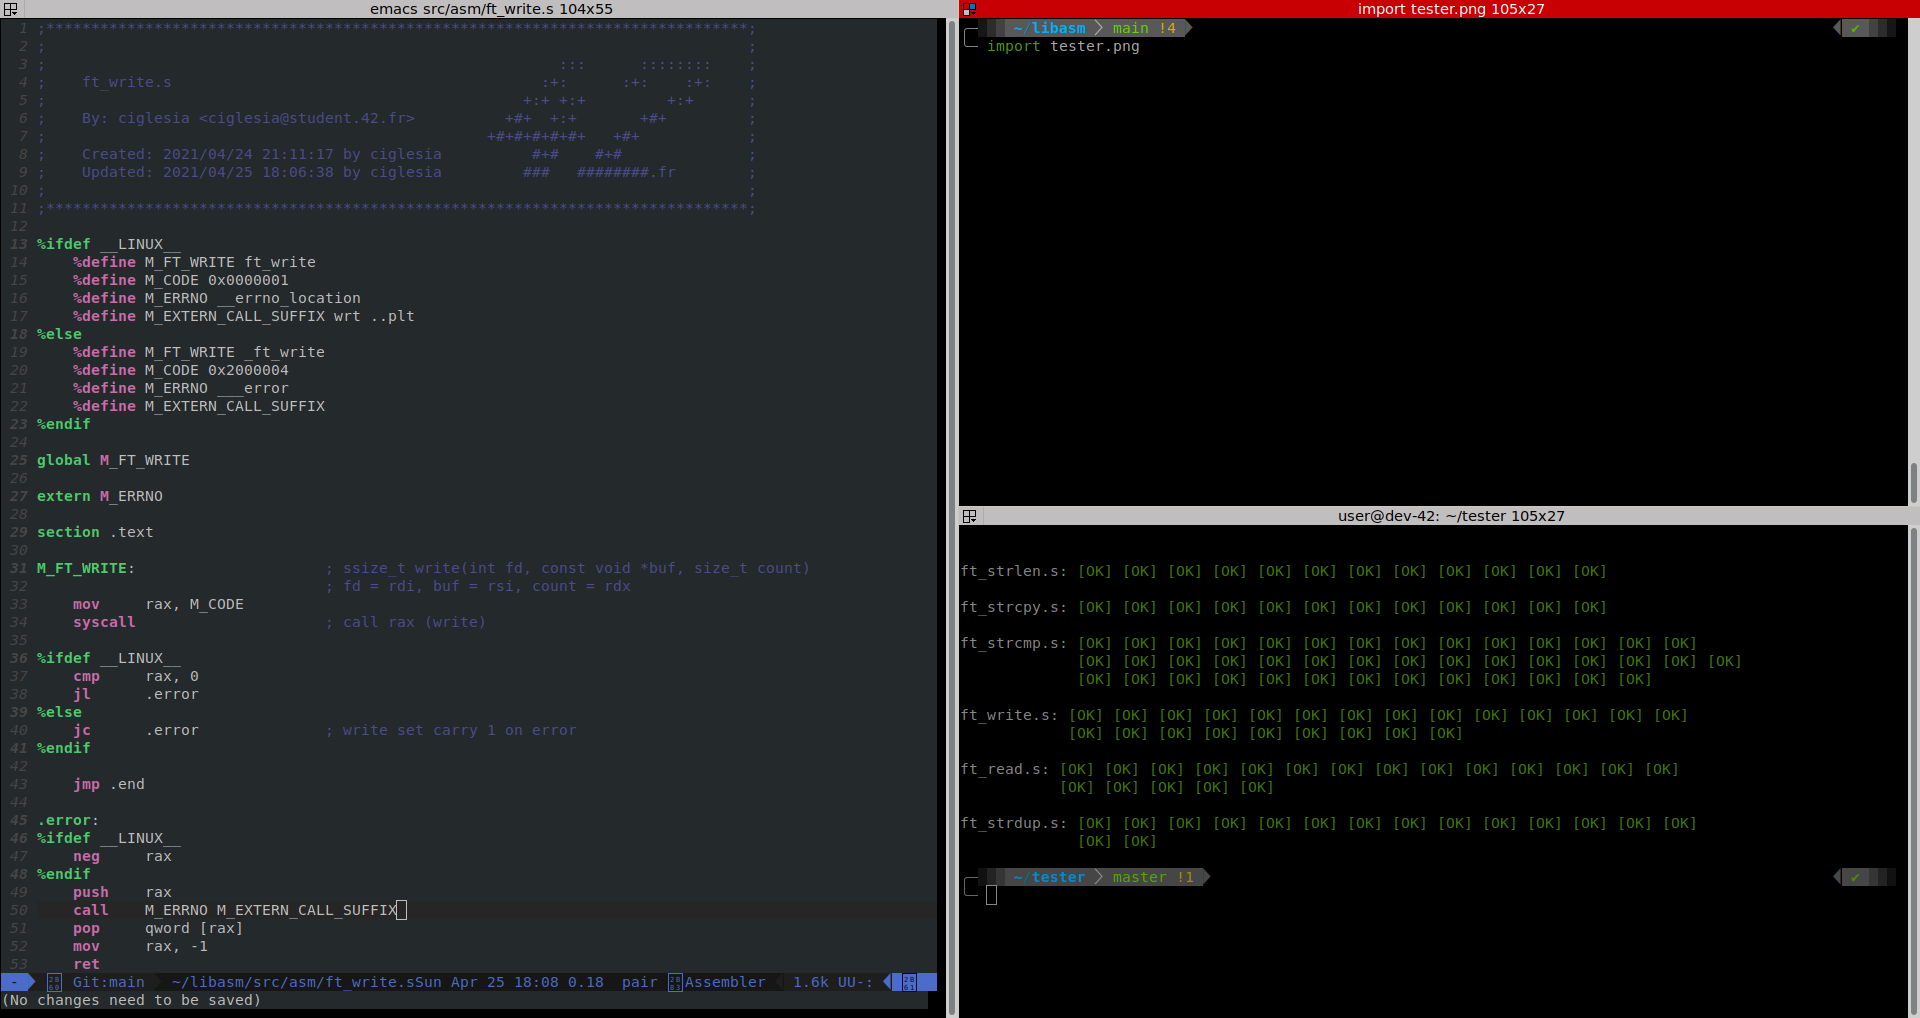 emacs src/asm/ft_write.s 104x55
1 ;******************************************************************************;
2 ;                                                                              ;
3 ;                                                         :::      ::::::::    ;
4 ;    ft_write.s                                         :+:      :+:    :+:    ;
5 ;                                                     +:+ +:+         +:+      ;
6 ;    By: ciglesia <ciglesia@student.42.fr>          +#+  +:+       +#+         ;
7 ;                                                 +#+#+#+#+#+   +#+            ;
8 ;    Created: 2021/04/24 21:11:17 by ciglesia          #+#    #+#              ;
9 ;    Updated: 2021/04/25 18:06:38 by ciglesia         ###   ########.fr        ;
10 ;                                                                              ;
11 ;******************************************************************************;
12
13 %ifdef __LINUX__
14     %define M_FT_WRITE ft_write
15     %define M_CODE 0x0000001
16     %define M_ERRNO __errno_location
17     %define M_EXTERN_CALL_SUFFIX wrt ..plt
18 %else
19     %define M_FT_WRITE _ft_write
20     %define M_CODE 0x2000004
21     %define M_ERRNO ___error
22     %define M_EXTERN_CALL_SUFFIX
23 %endif
24
25 global M_FT_WRITE
26
27 extern M_ERRNO
28
29 section .text
30
31 M_FT_WRITE:                     ; ssize_t write(int fd, const void *buf, size_t count)
32                                 ; fd = rdi, buf = rsi, count = rdx
33     mov     rax, M_CODE
34     syscall                     ; call rax (write)
35
36 %ifdef __LINUX__
37     cmp     rax, 0
38     jl      .error
39 %else
40     jc      .error              ; write set carry 1 on error
41 %endif
42
43     jmp .end
44
45 .error:
46 %ifdef __LINUX__
47     neg     rax
48 %endif
49     push    rax
50     call    M_ERRNO M_EXTERN_CALL_SUFFIX
51     pop     qword [rax]
52     mov     rax, -1
53     ret
- Git:main ~/libasm/src/asm/ft_write.sSun Apr 25 18:08 0.18 pair Assembler 1.6k UU-:
(No changes need to be saved)
import tester.png 105x27
~/libasm main !4 ✔
import tester.png
user@dev-42: ~/tester 105x27
ft_strlen.s: [OK] [OK] [OK] [OK] [OK] [OK] [OK] [OK] [OK] [OK] [OK] [OK]
ft_strcpy.s: [OK] [OK] [OK] [OK] [OK] [OK] [OK] [OK] [OK] [OK] [OK] [OK]
ft_strcmp.s: [OK] [OK] [OK] [OK] [OK] [OK] [OK] [OK] [OK] [OK] [OK] [OK] [OK] [OK]
[OK] [OK] [OK] [OK] [OK] [OK] [OK] [OK] [OK] [OK] [OK] [OK] [OK] [OK] [OK]
[OK] [OK] [OK] [OK] [OK] [OK] [OK] [OK] [OK] [OK] [OK] [OK] [OK]
ft_write.s: [OK] [OK] [OK] [OK] [OK] [OK] [OK] [OK] [OK] [OK] [OK] [OK] [OK] [OK]
[OK] [OK] [OK] [OK] [OK] [OK] [OK] [OK] [OK]
ft_read.s: [OK] [OK] [OK] [OK] [OK] [OK] [OK] [OK] [OK] [OK] [OK] [OK] [OK] [OK]
[OK] [OK] [OK] [OK] [OK]
ft_strdup.s: [OK] [OK] [OK] [OK] [OK] [OK] [OK] [OK] [OK] [OK] [OK] [OK] [OK] [OK]
[OK] [OK]
~/tester master !1 ✔